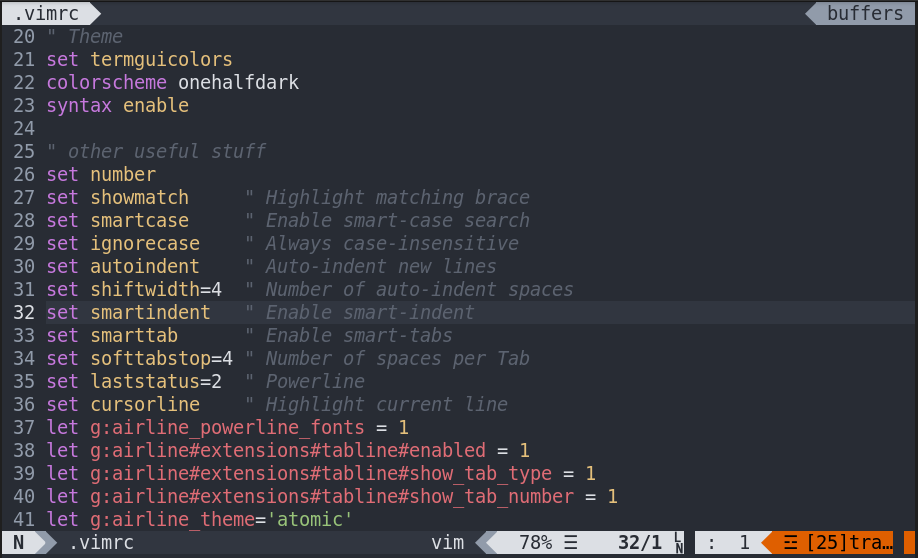 .vimrc buffers
20 " Theme
21 set termguicolors
22 colorscheme onehalfdark
23 syntax enable
24
25 " other useful stuff
26 set number
27 set showmatch     " Highlight matching brace
28 set smartcase     " Enable smart-case search
29 set ignorecase    " Always case-insensitive
30 set autoindent    " Auto-indent new lines
31 set shiftwidth=4  " Number of auto-indent spaces
32 set smartindent   " Enable smart-indent
33 set smarttab      " Enable smart-tabs
34 set softtabstop=4 " Number of spaces per Tab
35 set laststatus=2  " Powerline
36 set cursorline    " Highlight current line
37 let g:airline_powerline_fonts = 1
38 let g:airline#extensions#tabline#enabled = 1
39 let g:airline#extensions#tabline#show_tab_type = 1
40 let g:airline#extensions#tabline#show_tab_number = 1
41 let g:airline_theme='atomic'
N .vimrc vim 78% ☰ 32/1 LN : 1 ☲ [25]tra…